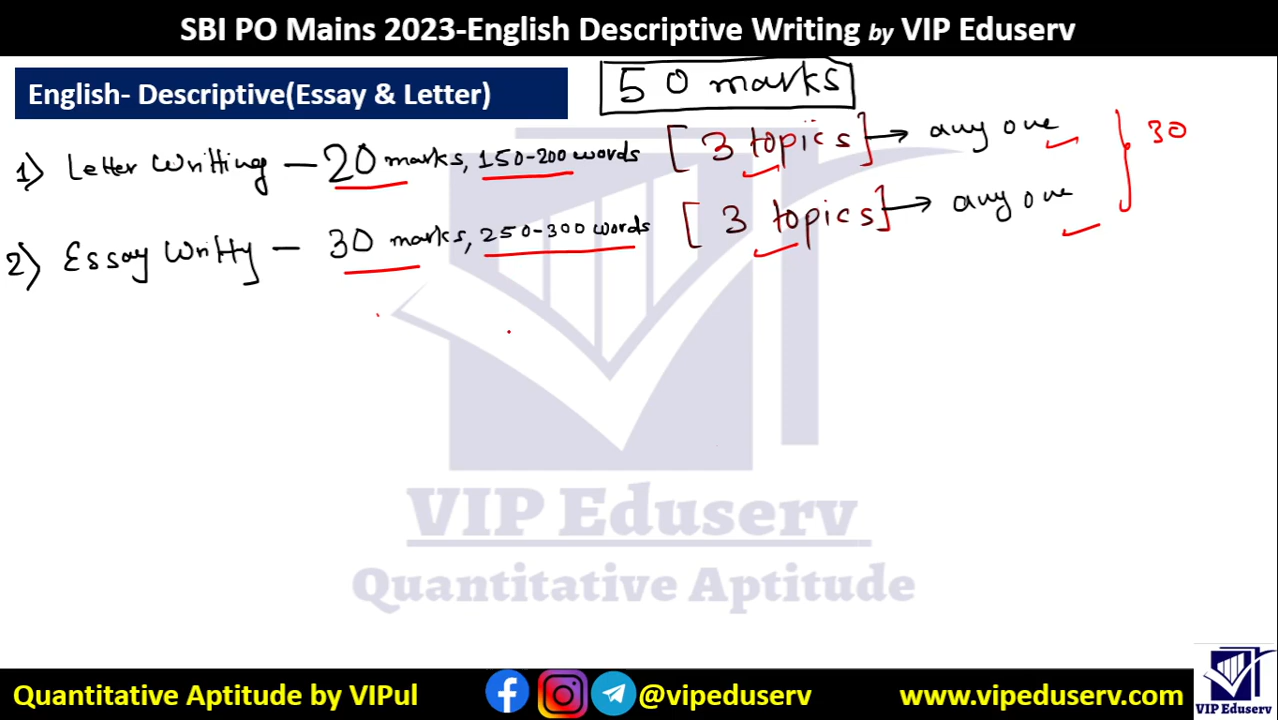 SBI PO Mains 2023-English Descriptive Writing by VIP Eduserv
English- Descriptive(Essay & Letter)
50 marks
1) Letter Writting — 20 marks, 150-200 words [3 topics] → any one
30
2) Essay Writty — 30 marks, 250-300 words [3 topics] → any one
VIP Eduserv
Quantitative Aptitude
Quantitative Aptitude by VIPul
@vipeduserv
www.vipeduserv.com
VIP Eduserv